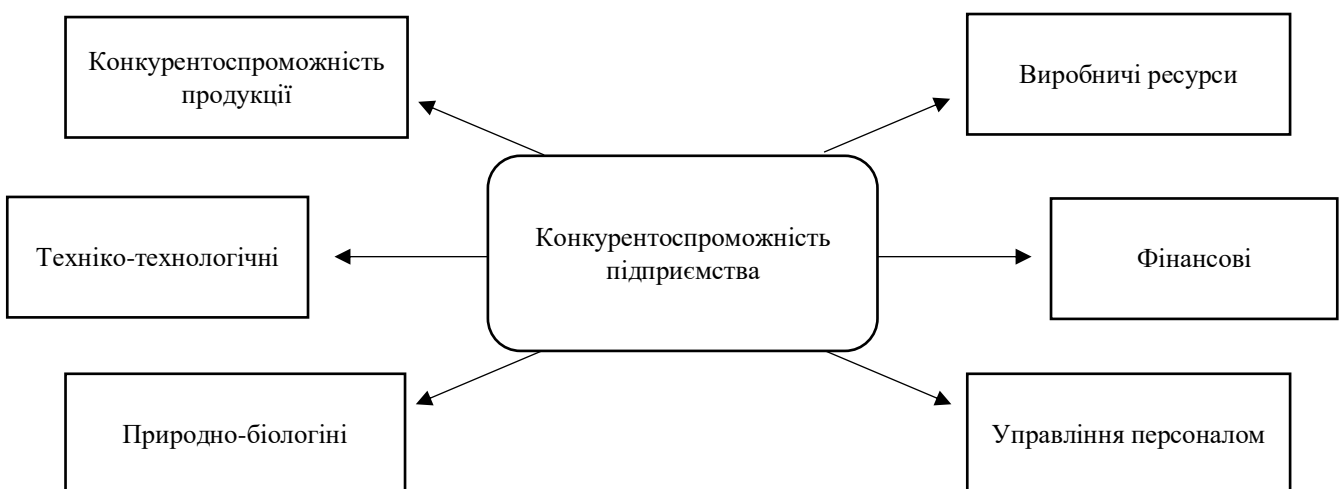 Конкурентоспроможність
продукції
Виробничі ресурси
Техніко-технологічні
Конкурентоспроможність
підприємства
Фінансові
Природно-біологіні
Управління персоналом